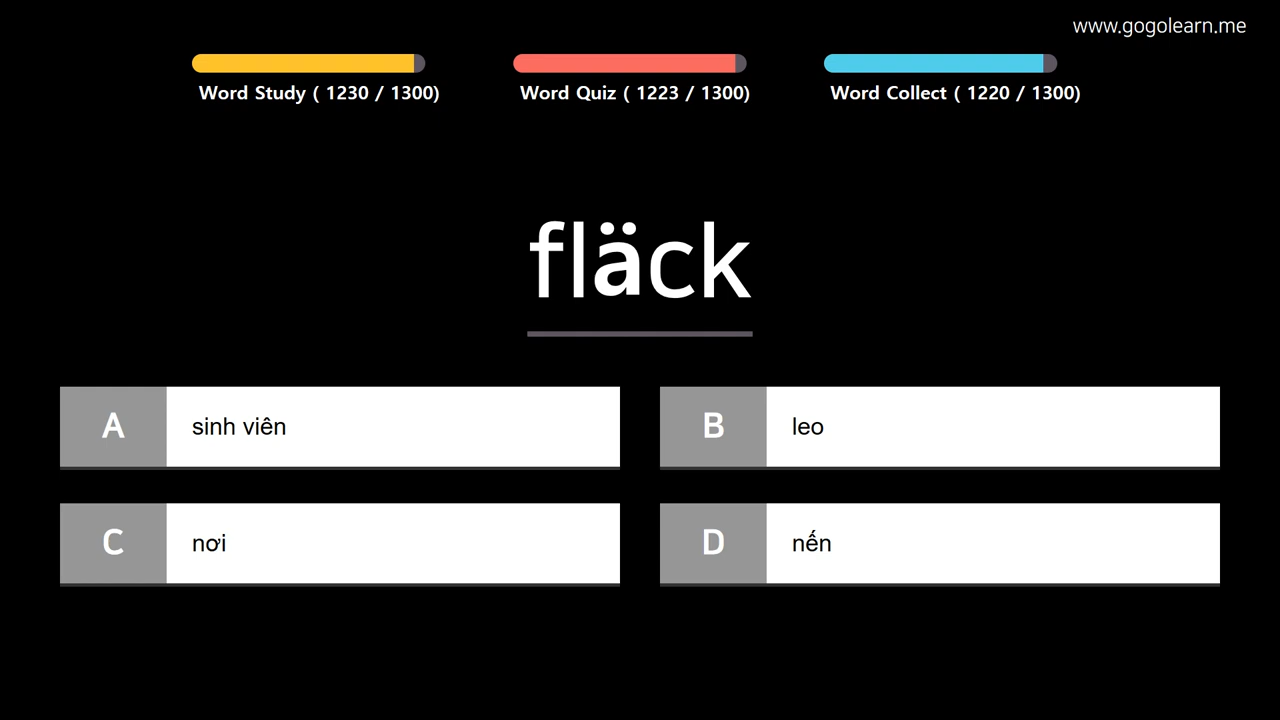 www.gogolearn.me
Word Study ( 1230 / 1300)
Word Quiz ( 1223 / 1300)
Word Collect ( 1220 / 1300)
fläck
A sinh viên
B leo
C nơi
D nến